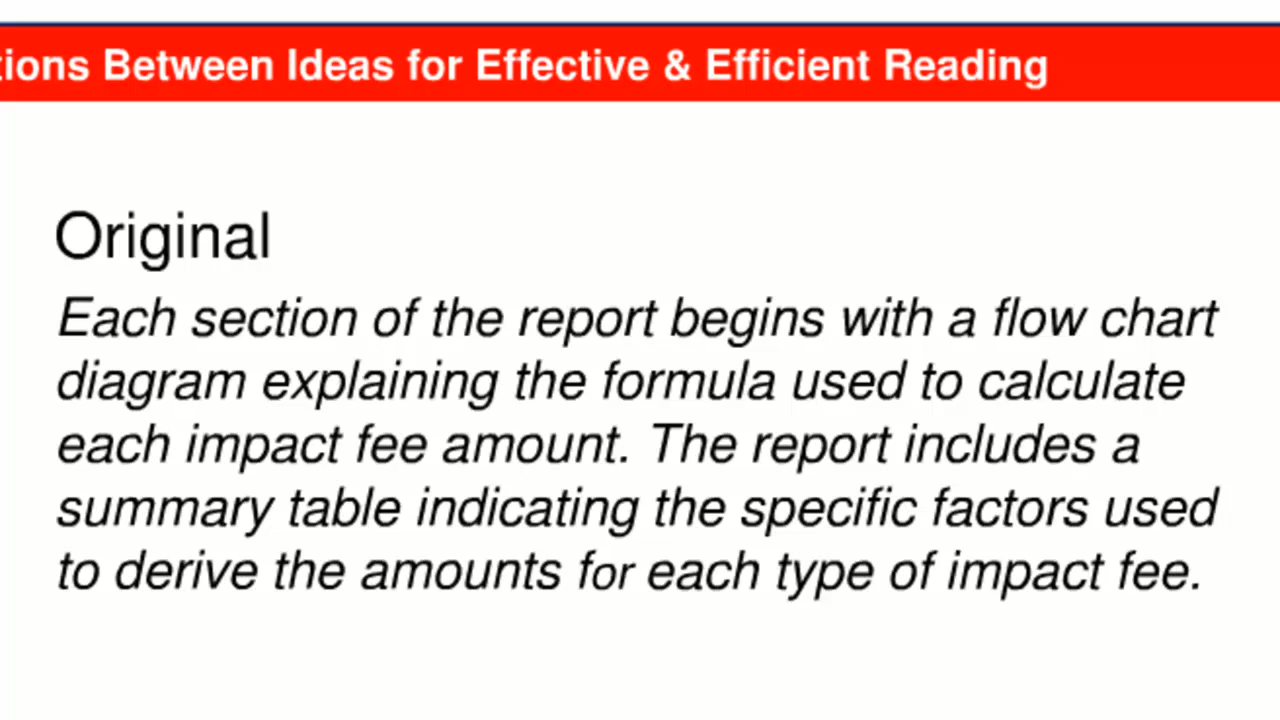 Between Ideas for Effective & Efficient Reading
Original
Each section of the report begins with a flow chart
diagram explaining the formula used to calculate
each impact fee amount. The report includes a
summary table indicating the specific factors used
to derive the amounts for each type of impact fee.